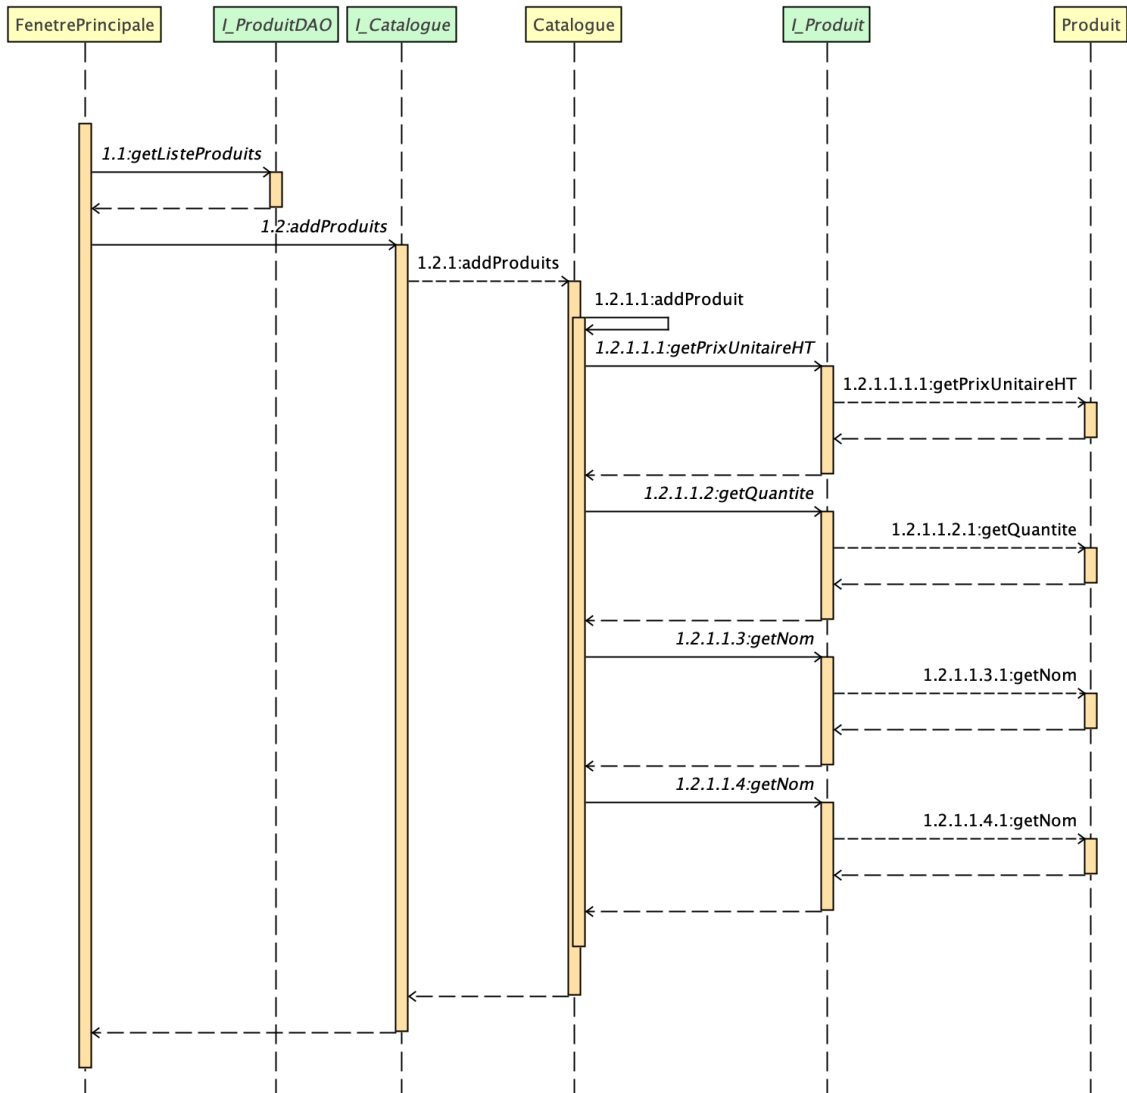 FenetrePrincipale
I_ProduitDAO
I_Catalogue
Catalogue
I_Produit
Produit
1.1:getListeProduits
1.2:addProduits
1.2.1:addProduits
1.2.1.1:addProduit
1.2.1.1.1:getPrixUnitaireHT
1.2.1.1.1.1:getPrixUnitaireHT
1.2.1.1.2:getQuantite
1.2.1.1.2.1:getQuantite
1.2.1.1.3:getNom
1.2.1.1.3.1:getNom
1.2.1.1.4:getNom
1.2.1.1.4.1:getNom